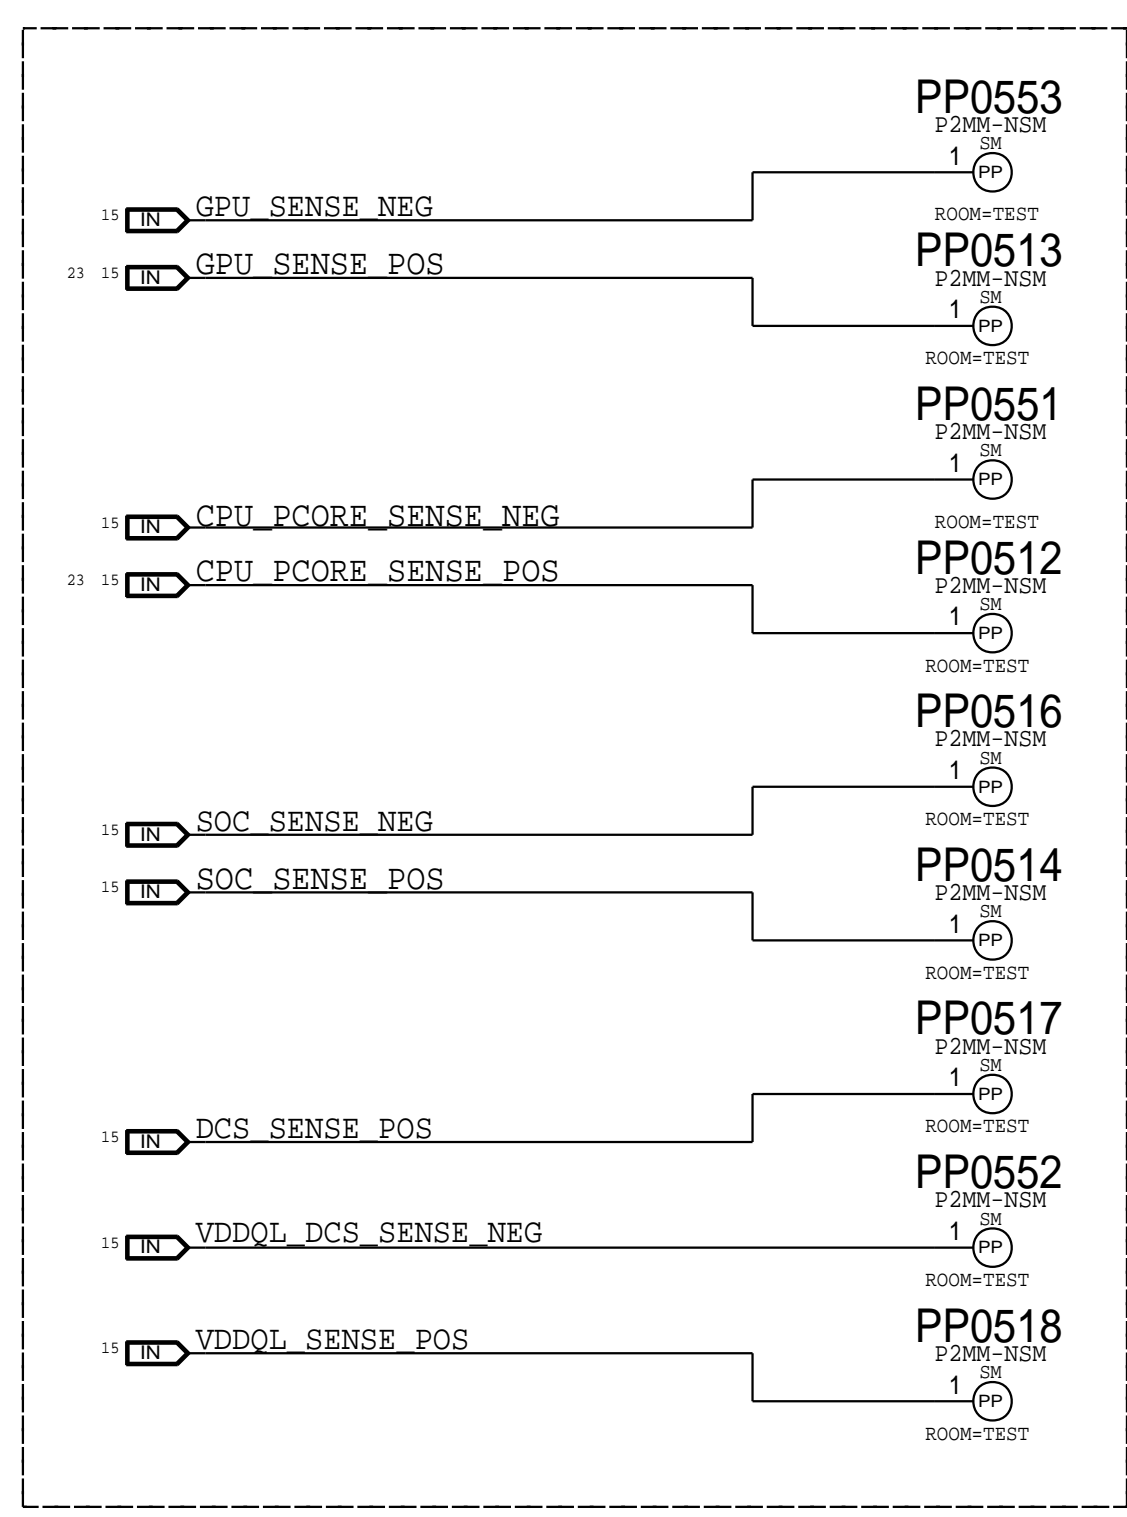 PP0553
P2MM-NSM
SM
1
PP
15 IN GPU_SENSE_NEG
ROOM=TEST
PP0513
23 15 IN GPU_SENSE_POS
P2MM-NSM
SM
1
PP
ROOM=TEST
PP0551
P2MM-NSM
SM
1
PP
15 IN CPU_PCORE_SENSE_NEG
ROOM=TEST
PP0512
23 15 IN CPU_PCORE_SENSE_POS
P2MM-NSM
SM
1
PP
ROOM=TEST
PP0516
P2MM-NSM
SM
1
PP
15 IN SOC_SENSE_NEG
ROOM=TEST
PP0514
15 IN SOC_SENSE_POS
P2MM-NSM
SM
1
PP
ROOM=TEST
PP0517
P2MM-NSM
SM
1
PP
15 IN DCS_SENSE_POS
ROOM=TEST
PP0552
P2MM-NSM
SM
15 IN VDDQL_DCS_SENSE_NEG
1
PP
ROOM=TEST
PP0518
15 IN VDDQL_SENSE_POS
P2MM-NSM
SM
1
PP
ROOM=TEST